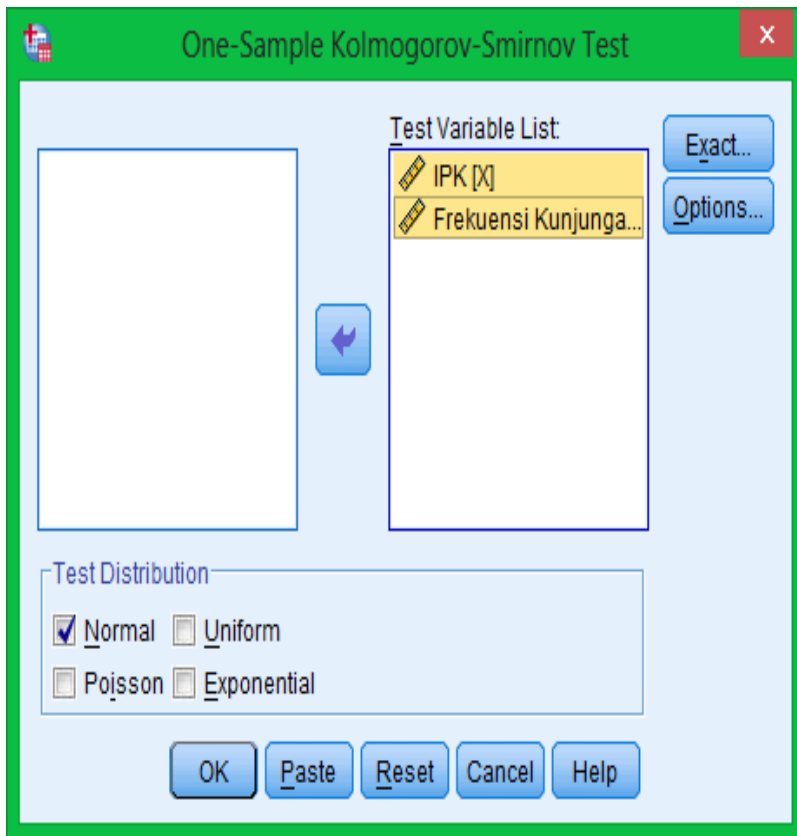 One-Sample Kolmogorov-Smirnov Test
x
Test Variable List:
IPK [X]
Frekuensi Kunjunga...
Exact...
Options...
Test Distribution
Normal Uniform
Poisson Exponential
OK Paste Reset Cancel Help